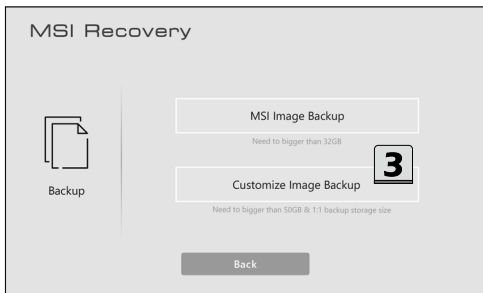 MSI Recovery
MSI Image Backup
Need to bigger than 32GB
3
Backup
Customize Image Backup
Need to bigger than 50GB & 1:1 backup storage size
Back